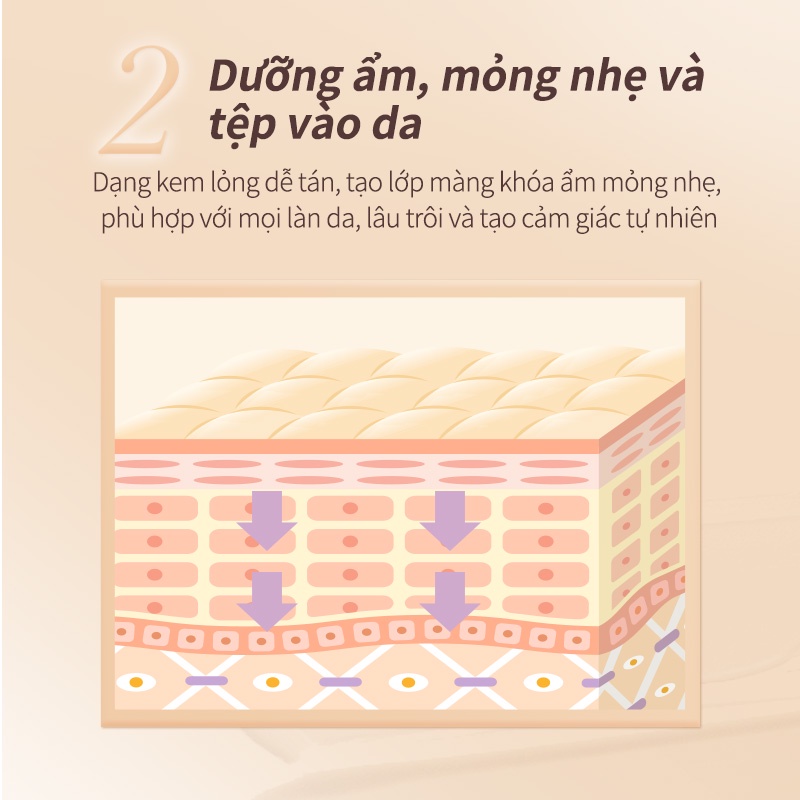 2
Dưỡng ẩm, mỏng nhẹ và
tệp vào da
Dạng kem lỏng dễ tán, tạo lớp màng khóa ẩm mỏng nhẹ,
phù hợp với mọi làn da, lâu trôi và tạo cảm giác tự nhiên